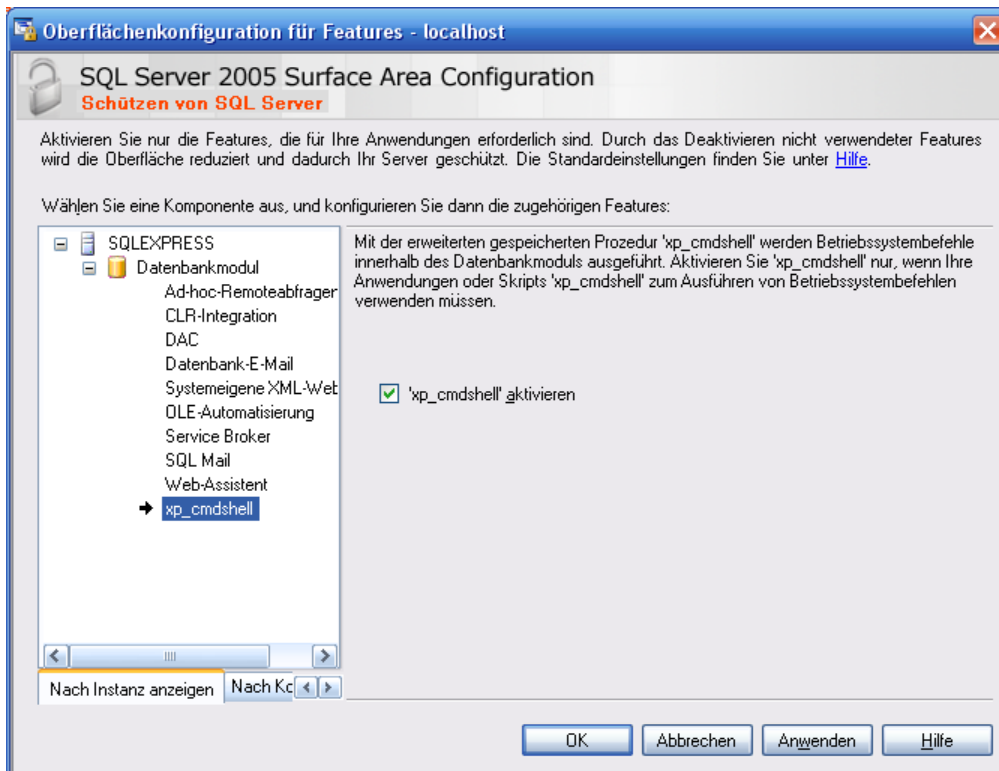 Oberflächenkonfiguration für Features - localhost
SQL Server 2005 Surface Area Configuration
Schützen von SQL Server
Aktivieren Sie nur die Features, die für Ihre Anwendungen erforderlich sind. Durch das Deaktivieren nicht verwendeter Features
wird die Oberfläche reduziert und dadurch Ihr Server geschützt. Die Standardeinstellungen finden Sie unter Hilfe.
Wählen Sie eine Komponente aus, und konfigurieren Sie dann die zugehörigen Features:
SQLEXPRESS
Datenbankmodul
Ad-hoc-Remoteabfrager
CLR-Integration
DAC
Datenbank-E-Mail
Systemeigene XML-Web
OLE-Automatisierung
Service Broker
SQL Mail
Web-Assistent
xp_cmdshell
Nach Instanz anzeigen
Nach Kc
Mit der erweiterten gespeicherten Prozedur 'xp_cmdshell' werden Betriebssystembefehle
innerhalb des Datenbankmoduls ausgeführt. Aktivieren Sie 'xp_cmdshell' nur, wenn Ihre
Anwendungen oder Skripts 'xp_cmdshell' zum Ausführen von Betriebssystembefehlen
verwenden müssen.
'xp_cmdshell' aktivieren
OK
Abbrechen
Anwenden
Hilfe